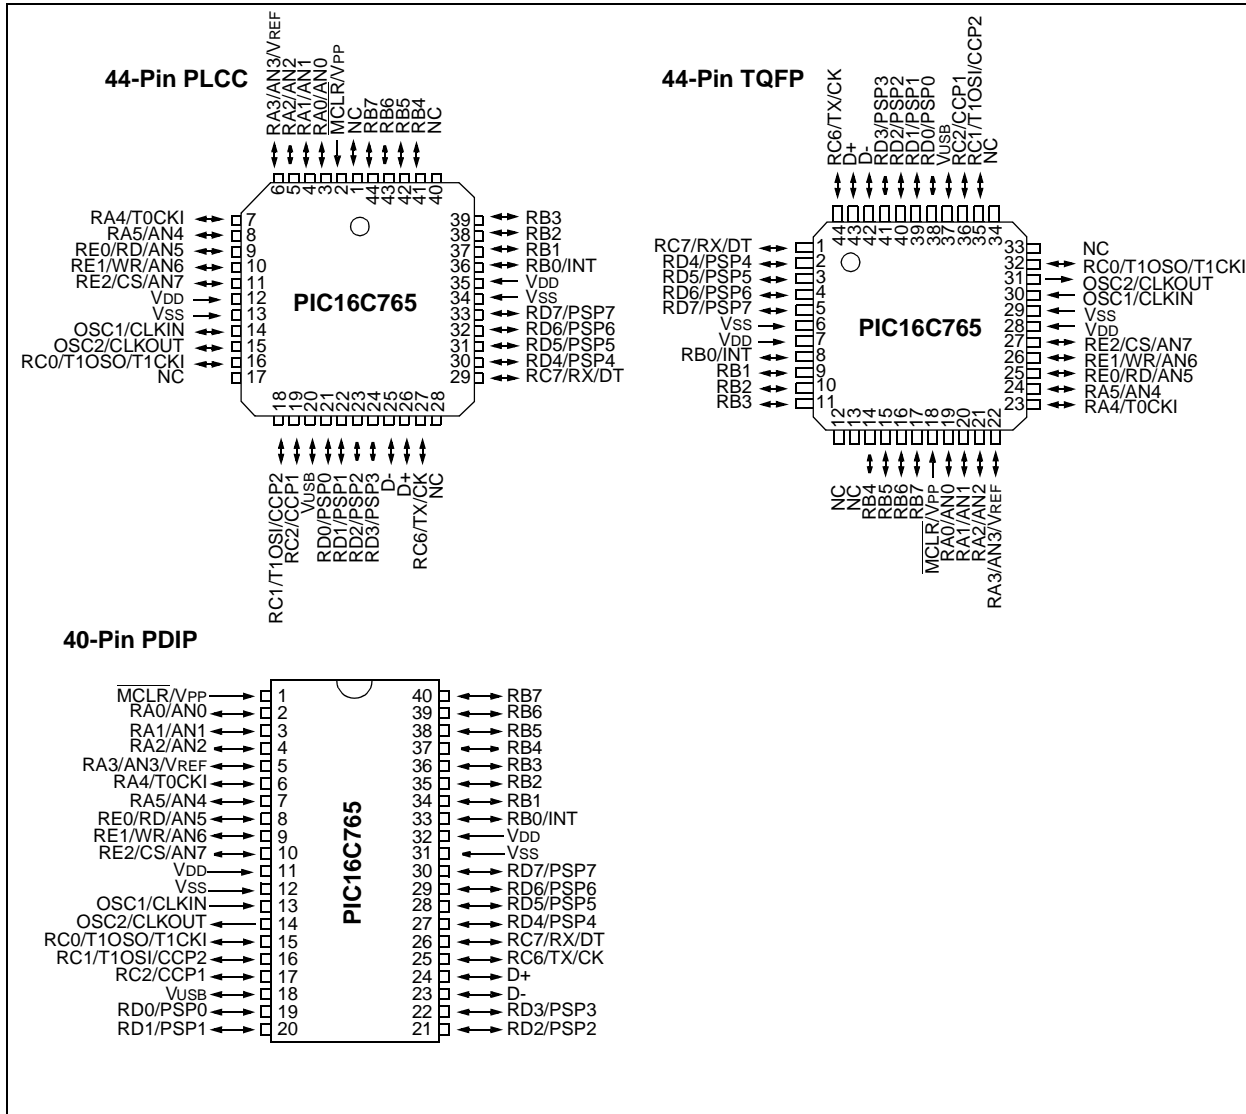 44-Pin PLCC
RA3/AN3/VREF
RA2/AN2
RA1/AN1
RA0/AN0
MCLR/VPP
NC
RB7
RB6
RB5
RB4
NC
6
5
4
3
2
1
44
43
42
41
40
RA4/T0CKI 7
RA5/AN4 8
RE0/RD/AN5 9
RE1/WR/AN6 10
RE2/CS/AN7 11
VDD 12
VSS 13
OSC1/CLKIN 14
OSC2/CLKOUT 15
RC0/T1OSO/T1CKI 16
NC 17
PIC16C765
39 RB3
38 RB2
37 RB1
36 RB0/INT
35 VDD
34 VSS
33 RD7/PSP7
32 RD6/PSP6
31 RD5/PSP5
30 RD4/PSP4
29 RC7/RX/DT
18
19
20
21
22
23
24
25
26
27
28
RC1/T1OSI/CCP2
RC2/CCP1
VUSB
RD0/PSP0
RD1/PSP1
RD2/PSP2
RD3/PSP3
D-
D+
RC6/TX/CK
NC
44-Pin TQFP
RC6/TX/CK
D+
D-
RD3/PSP3
RD2/PSP2
RD1/PSP1
RD0/PSP0
VUSB
RC2/CCP1
RC1/T1OSI/CCP2
NC
44
43
42
41
40
39
38
37
36
35
34
RC7/RX/DT 1
RD4/PSP4 2
RD5/PSP5 3
RD6/PSP6 4
RD7/PSP7 5
VSS 6
VDD 7
RB0/INT 8
RB1 9
RB2 10
RB3 11
PIC16C765
33 NC
32 RC0/T1OSO/T1CKI
31 OSC2/CLKOUT
30 OSC1/CLKIN
29 VSS
28 VDD
27 RE2/CS/AN7
26 RE1/WR/AN6
25 RE0/RD/AN5
24 RA5/AN4
23 RA4/T0CKI
12
13
14
15
16
17
18
19
20
21
22
NC
NC
RB4
RB5
RB6
RB7
MCLR/VPP
RA0/AN0
RA1/AN1
RA2/AN2
RA3/AN3/VREF
40-Pin PDIP
MCLR/VPP 1
RA0/AN0 2
RA1/AN1 3
RA2/AN2 4
RA3/AN3/VREF 5
RA4/T0CKI 6
RA5/AN4 7
RE0/RD/AN5 8
RE1/WR/AN6 9
RE2/CS/AN7 10
VDD 11
VSS 12
OSC1/CLKIN 13
OSC2/CLKOUT 14
RC0/T1OSO/T1CKI 15
RC1/T1OSI/CCP2 16
RC2/CCP1 17
VUSB 18
RD0/PSP0 19
RD1/PSP1 20
PIC16C765
40 RB7
39 RB6
38 RB5
37 RB4
36 RB3
35 RB2
34 RB1
33 RB0/INT
32 VDD
31 VSS
30 RD7/PSP7
29 RD6/PSP6
28 RD5/PSP5
27 RD4/PSP4
26 RC7/RX/DT
25 RC6/TX/CK
24 D+
23 D-
22 RD3/PSP3
21 RD2/PSP2